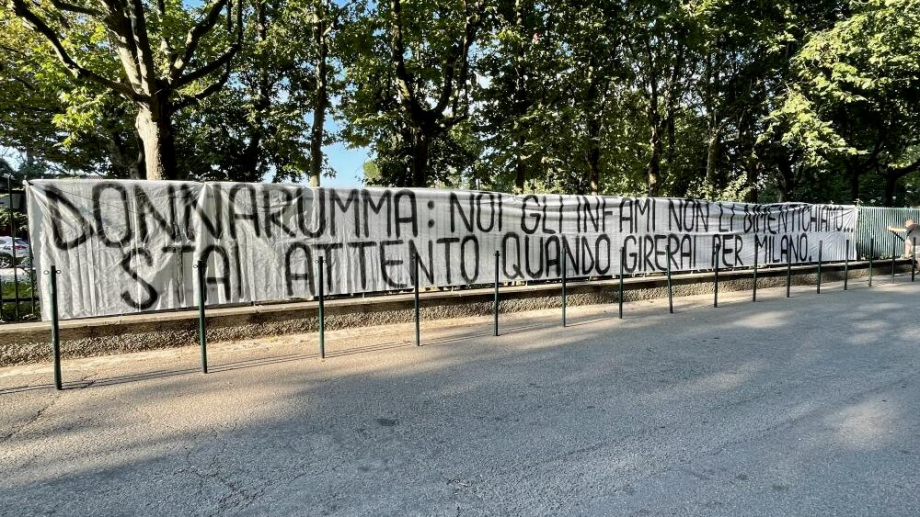 DONNARUMMA: NOI GLI INFAMI NON LI DIMENTICHIAMO...
STAI ATTENTO QUANDO GIRERAI PER MILANO..!